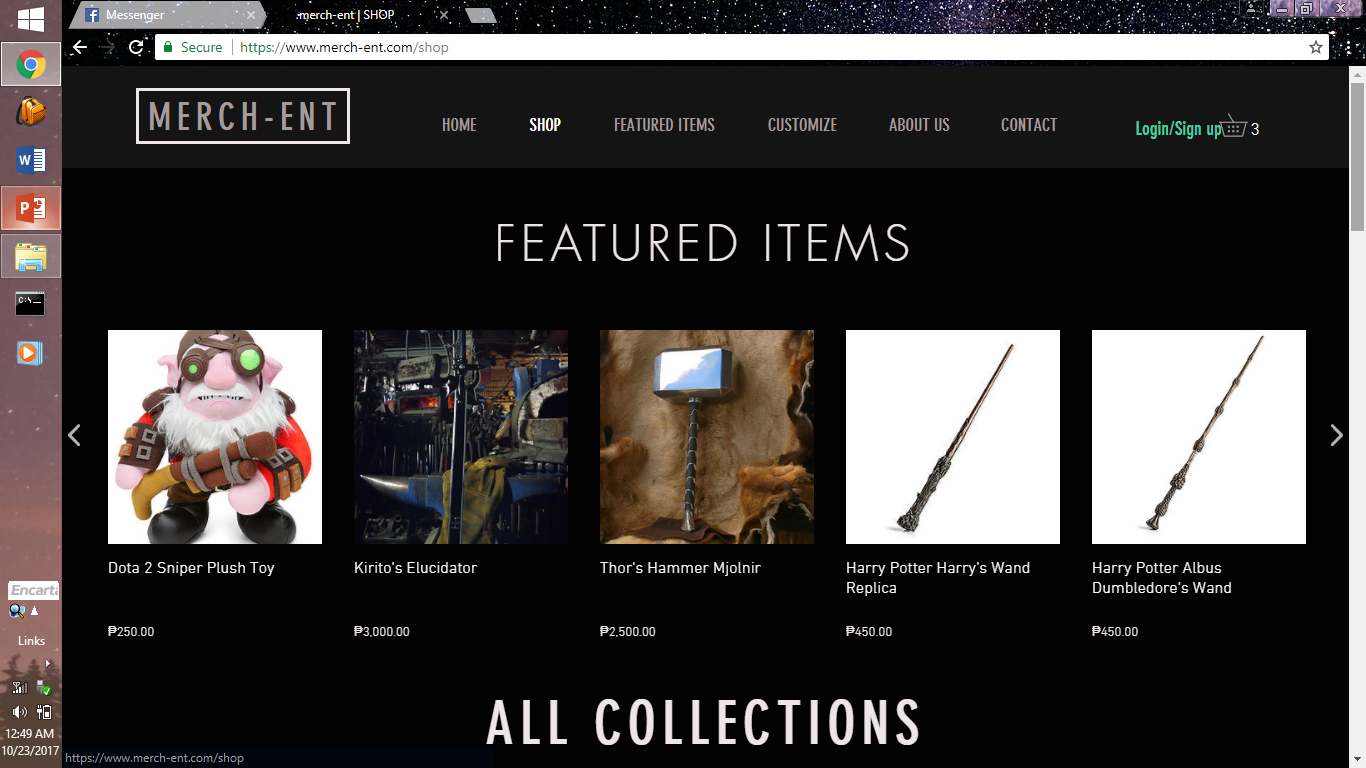 Messenger
merch-ent | SHOP
Secure
https://www.merch-ent.com/shop
MERCH-ENT
HOME
SHOP
FEATURED ITEMS
CUSTOMIZE
ABOUT US
CONTACT
Login/Sign up
3
FEATURED ITEMS
Dota 2 Sniper Plush Toy
₱250.00
Kirito's Elucidator
₱3,000.00
Thor's Hammer Mjolnir
₱2,500.00
Harry Potter Harry's Wand
Replica
₱450.00
Harry Potter Albus
Dumbledore's Wand
₱450.00
ALL COLLECTIONS
Encarta
Links
12:49 AM
10/23/2017
https://www.merch-ent.com/shop